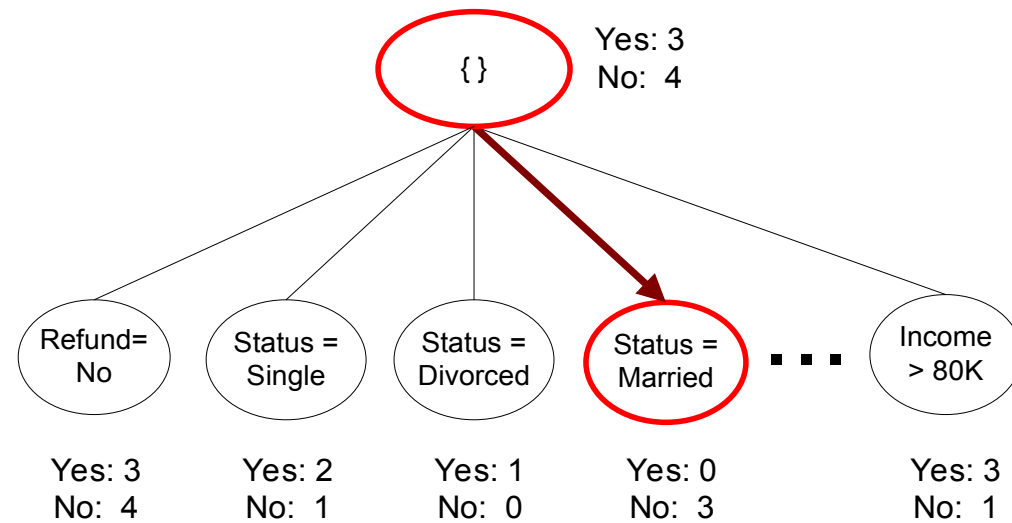 { }
Yes: 3
No: 4
Refund=
No
Status =
Single
Status =
Divorced
Status =
Married
...
Income
> 80K
Yes: 3
No: 4
Yes: 2
No: 1
Yes: 1
No: 0
Yes: 0
No: 3
Yes: 3
No: 1